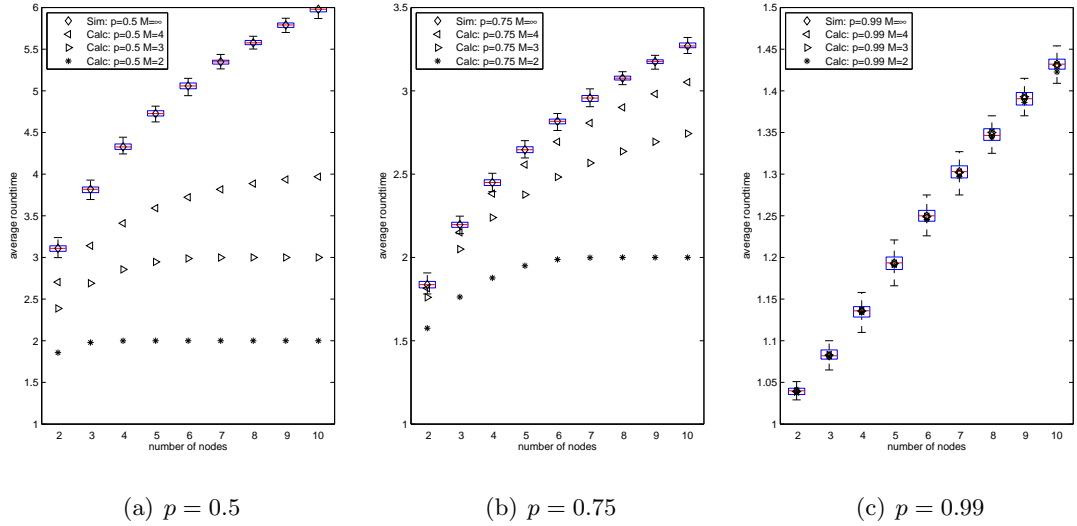 6
5.5
5
4.5
4
3.5
3
2.5
2
1.5
1
average roundtime
Sim: p=0.5 M=∞
Calc: p=0.5 M=4
Calc: p=0.5 M=3
Calc: p=0.5 M=2
2 3 4 5 6 7 8 9 10
number of nodes
(a) p = 0.5
3.5
3
2.5
2
1.5
1
average roundtime
Sim: p=0.75 M=∞
Calc: p=0.75 M=4
Calc: p=0.75 M=3
Calc: p=0.75 M=2
2 3 4 5 6 7 8 9 10
number of nodes
(b) p = 0.75
1.45
1.4
1.35
1.3
1.25
1.2
1.15
1.1
1.05
1
average roundtime
Sim: p=0.99 M=∞
Calc: p=0.99 M=4
Calc: p=0.99 M=3
Calc: p=0.99 M=2
2 3 4 5 6 7 8 9 10
number of nodes
(c) p = 0.99